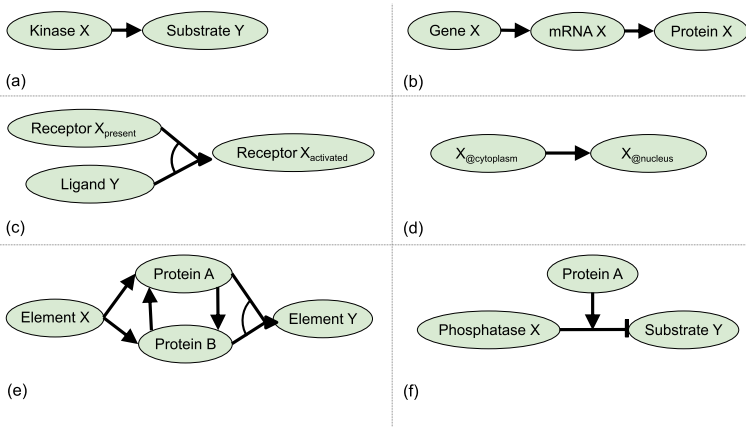 Kinase X
Substrate Y
(a)
Gene X
mRNA X
Protein X
(b)
Receptor Xpresent
Ligand Y
Receptor Xactivated
(c)
X@cytoplasm
X@nucleus
(d)
Element X
Protein A
Protein B
Element Y
(e)
Protein A
Phosphatase X
Substrate Y
(f)